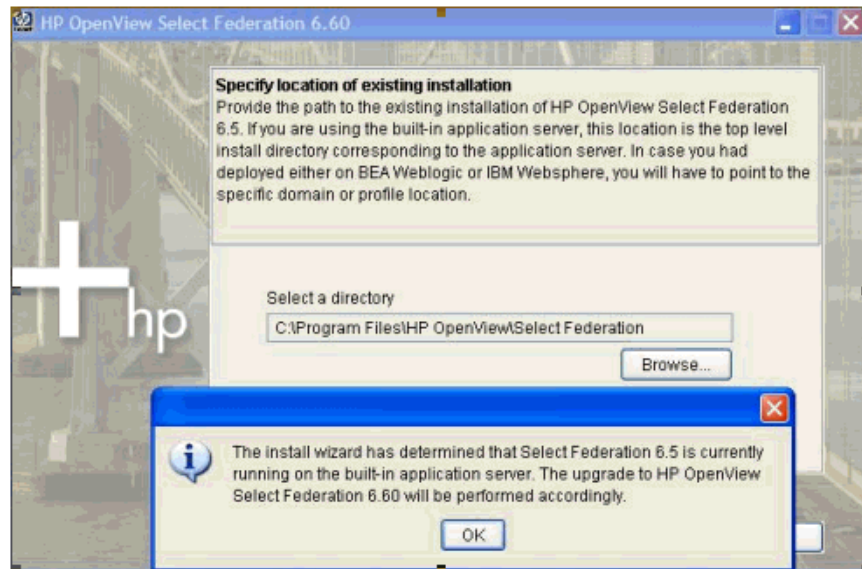 HP OpenView Select Federation 6.60
Specify location of existing installation
Provide the path to the existing installation of HP OpenView Select Federation
6.5. If you are using the built-in application server, this location is the top level
install directory corresponding to the application server. In case you had
deployed either on BEA Weblogic or IBM Websphere, you will have to point to the
specific domain or profile location.
hp
Select a directory
C:\Program Files\HP OpenView\Select Federation
Browse...
The install wizard has determined that Select Federation 6.5 is currently
running on the built-in application server. The upgrade to HP OpenView
Select Federation 6.60 will be performed accordingly.
OK